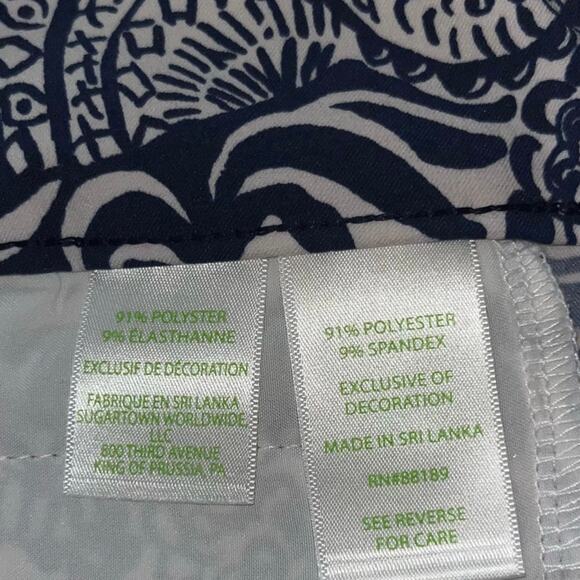 91% POLYSTER
9% ÉLASTHANNE
EXCLUSIF DE DÉCORATION
FABRIQUE EN SRI LANKA
SUGARTOWN WORLDWIDE,
LLC
800 THIRD AVENUE
KING OF PRUSSIA, PA
91% POLYESTER
9% SPANDEX
EXCLUSIVE OF
DECORATION
MADE IN SRI LANKA
RN#88189
SEE REVERSE
FOR CARE